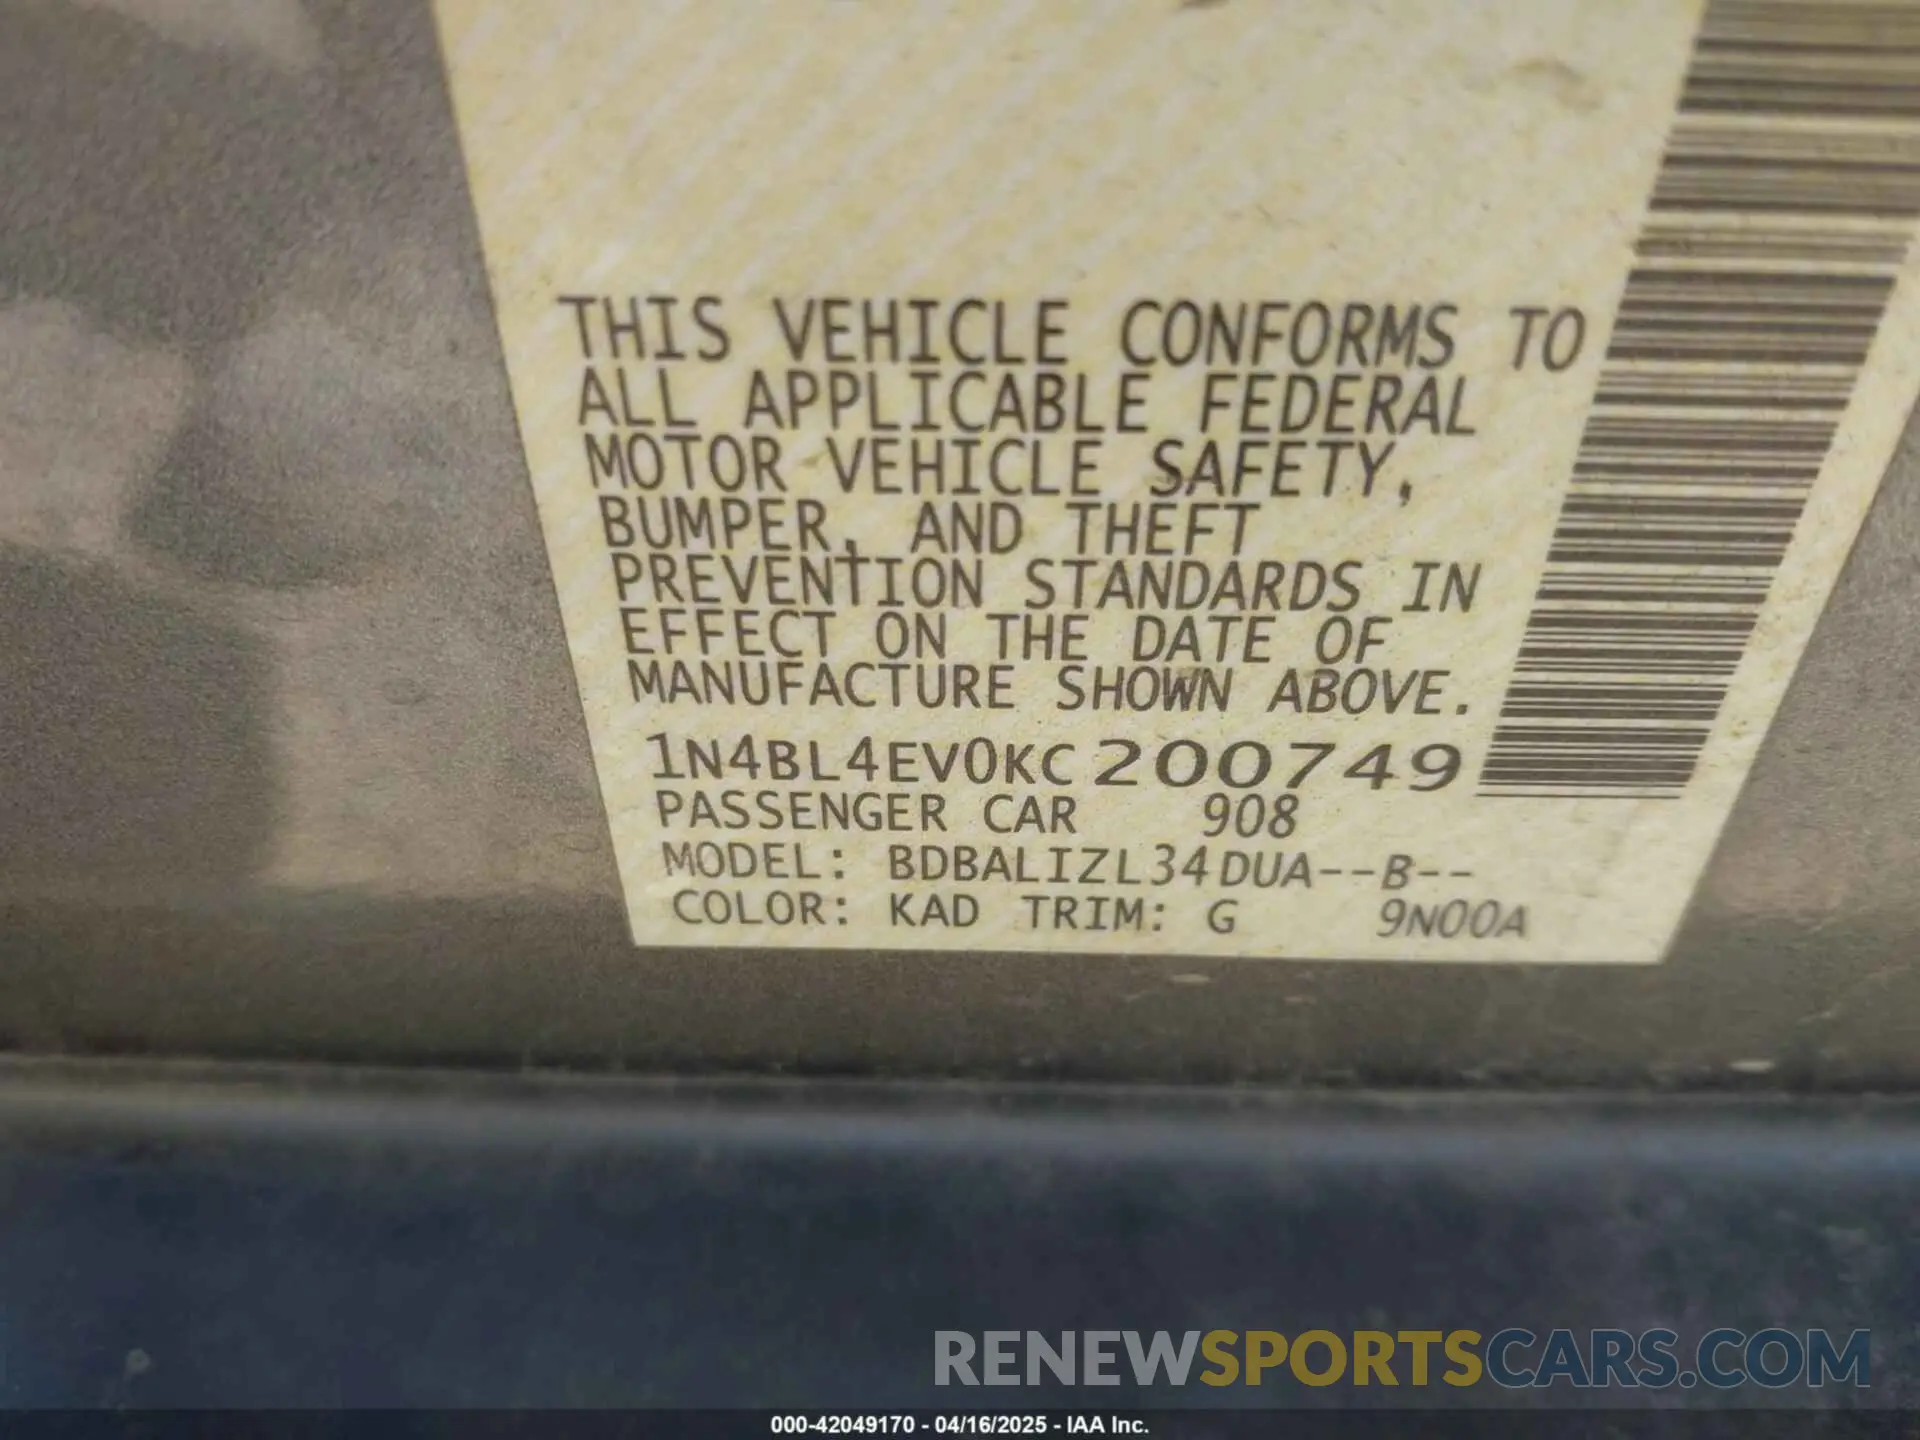 THIS VEHICLE CONFORMS TO
ALL APPLICABLE FEDERAL
MOTOR VEHICLE SAFETY,
BUMPER, AND THEFT
PREVENTION STANDARDS IN
EFFECT ON THE DATE OF
MANUFACTURE SHOWN ABOVE.
1N4BL4EV0KC200749
PASSENGER CAR 908
MODEL: BDBALIZL34DUA--B--
COLOR: KAD TRIM: G 9N00A
RENEWSPORTSCARS.COM
000-42049170 - 04/16/2025 - IAA Inc.